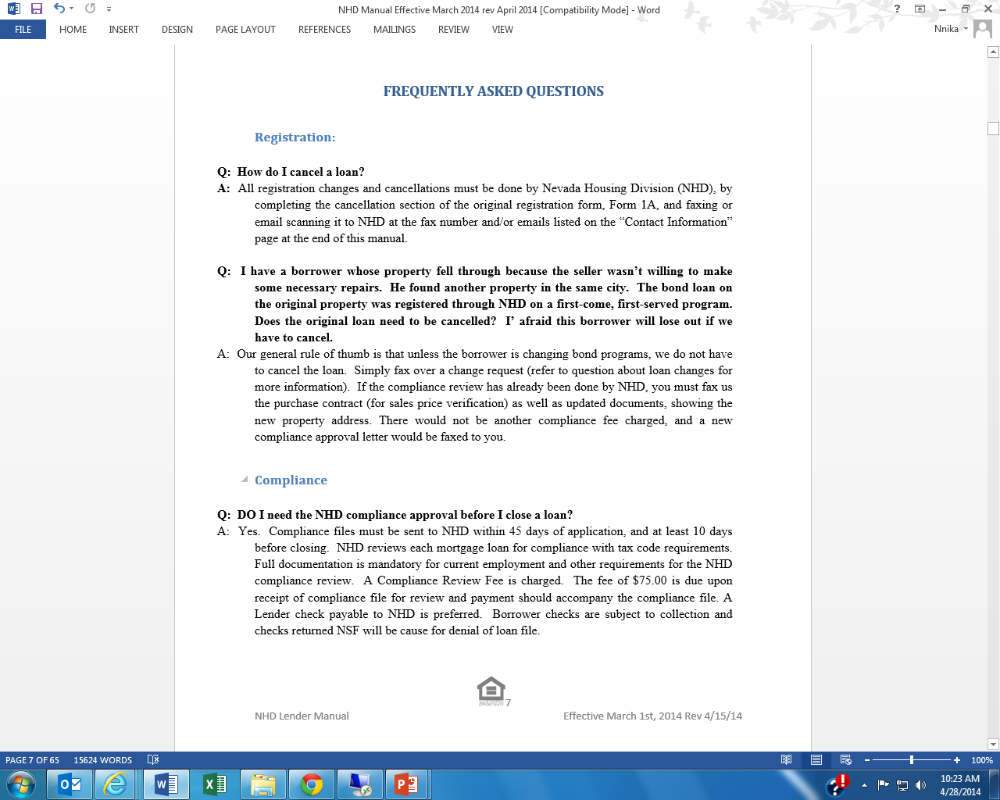 NHD Manual Effective March 2014 rev April 2014 [Compatibility Mode] - Word
FILE HOME INSERT DESIGN PAGE LAYOUT REFERENCES MAILINGS REVIEW VIEW
Nnika
FREQUENTLY ASKED QUESTIONS
Registration:
Q: How do I cancel a loan?
A: All registration changes and cancellations must be done by Nevada Housing Division (NHD), by
completing the cancellation section of the original registration form, Form 1A, and faxing or
email scanning it to NHD at the fax number and/or emails listed on the “Contact Information”
page at the end of this manual.
Q: I have a borrower whose property fell through because the seller wasn’t willing to make
some necessary repairs. He found another property in the same city. The bond loan on
the original property was registered through NHD on a first-come, first-served program.
Does the original loan need to be cancelled? I’ afraid this borrower will lose out if we
have to cancel.
A: Our general rule of thumb is that unless the borrower is changing bond programs, we do not have
to cancel the loan. Simply fax over a change request (refer to question about loan changes for
more information). If the compliance review has already been done by NHD, you must fax us
the purchase contract (for sales price verification) as well as updated documents, showing the
new property address. There would not be another compliance fee charged, and a new
compliance approval letter would be faxed to you.
Compliance
Q: DO I need the NHD compliance approval before I close a loan?
A: Yes. Compliance files must be sent to NHD within 45 days of application, and at least 10 days
before closing. NHD reviews each mortgage loan for compliance with tax code requirements.
Full documentation is mandatory for current employment and other requirements for the NHD
compliance review. A Compliance Review Fee is charged. The fee of $75.00 is due upon
receipt of compliance file for review and payment should accompany the compliance file. A
Lender check payable to NHD is preferred. Borrower checks are subject to collection and
checks returned NSF will be cause for denial of loan file.
7
NHD Lender Manual Effective March 1st, 2014 Rev 4/15/14
PAGE 7 OF 65 15624 WORDS 100%
10:23 AM
4/28/2014